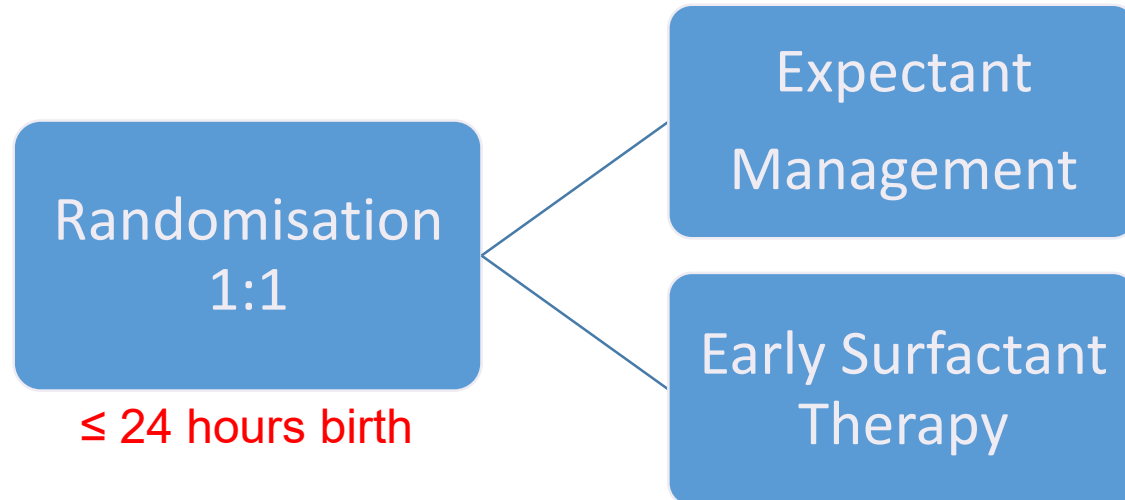 Randomisation
1:1
≤ 24 hours birth
Expectant
Management
Early Surfactant
Therapy